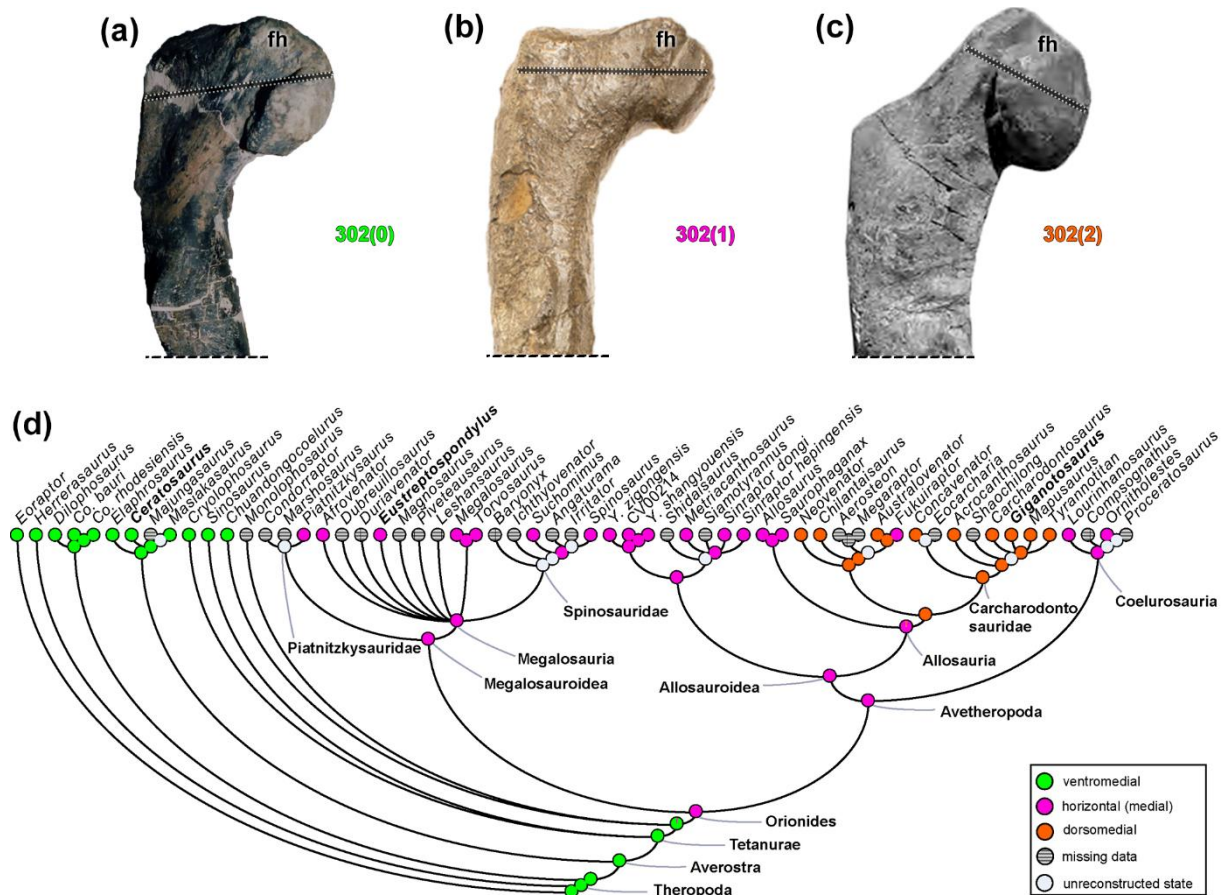 (a)
fh
302(0)
(b)
fh
302(1)
(c)
fh
302(2)
(d)
Eoraptor
Herrerasaurus
Dilophosaurus
Co. bauri
Co. rhodesiensis
Elaphrosaurus
Ceratosaurus
Majungasaurus
Masiakasaurus
Cryolophosaurus
Sinosaurus
Chuandongocoelurus
Monolophosaurus
Condorraptor
Marshosaurus
Piatnitzkysaurus
Afrovenator
Dubreuillosaurus
Duriavenator
Eustreptospondylus
Magnosaurus
Piveteausaurus
Leshansaurus
Megalosaurus
Torvosaurus
Baryonyx
Ichthyovenator
Suchomimus
Angaturama
Irritator
Spinosaurus
Y. zigongensis
CV00214
Y. shangyouensis
Shidaisaurus
Metriacanthosaurus
Siamotyrannus
Sinraptor dongi
Sinraptor hepingensis
Allosaurus
Saurophaganax
Neovenator
Chilantaisaurus
Aerosteon
Megaraptor
Australovenator
Fukuiraptor
Concavenator
Eocarcharia
Acrocanthosaurus
Shaochilong
Carcharodontosaurus
Giganotosaurus
Mapusaurus
Tyrannotitan
Lourinhanosaurus
Compsognathus
Ornitholestes
Proceratosaurus
Piatnitzkysauridae
Spinosauridae
Megalosauria
Megalosauroidea
Carcharodonto
sauridae
Coelurosauria
Allosauria
Allosauroidea
Avetheropoda
Orionides
Tetanurae
Averostra
Theropoda
ventromedial
horizontal (medial)
dorsomedial
missing data
unreconstructed state